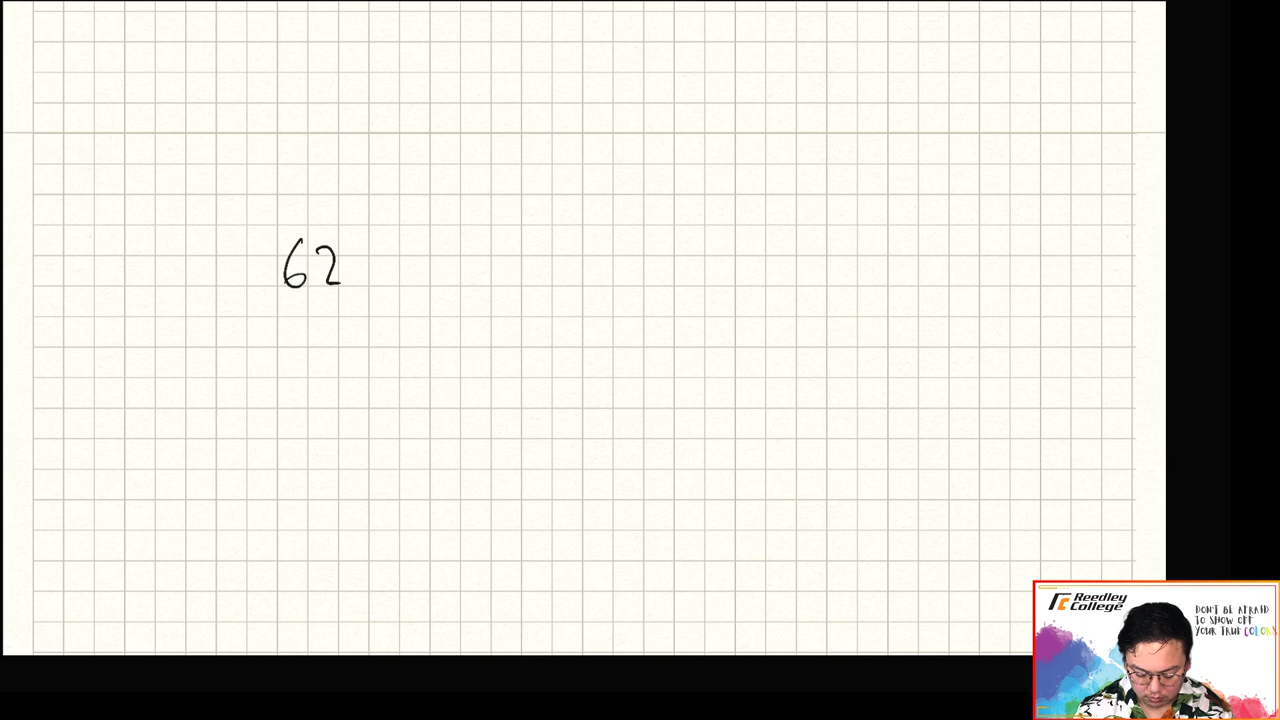 62
Reedley
College
DON'T BE AFRAID
TO SHOW OFF
YOUR TRUE COLORS